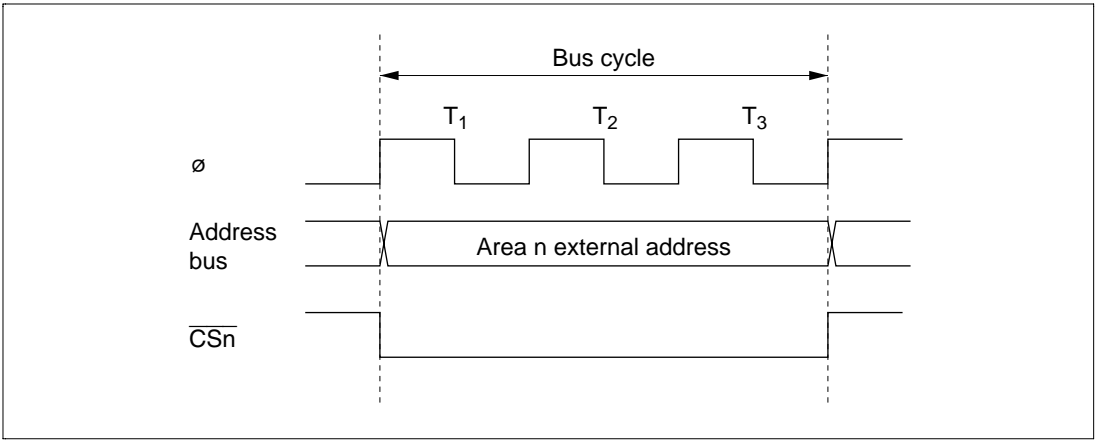 Bus cycle
T1 T2 T3
ø
Address
bus
Area n external address
CSn